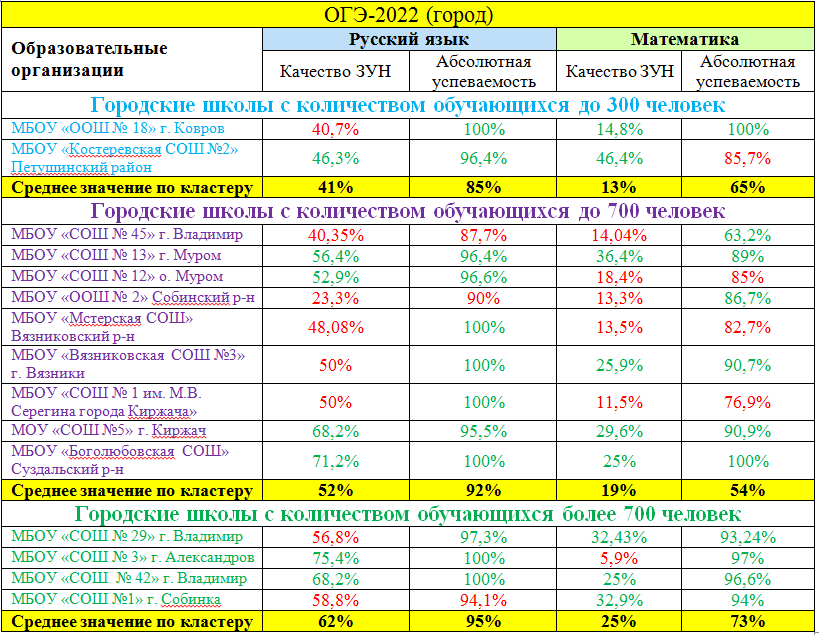 ОГЭ-2022 (город)
Образовательные организации Русский язык Математика
Качество ЗУН Абсолютная успеваемость Качество ЗУН Абсолютная успеваемость
Городские школы с количеством обучающихся до 300 человек
МБОУ «ООШ № 18» г. Ковров 40,7% 100% 14,8% 100%
МБОУ «Костеревская СОШ №2» Петушинский район 46,3% 96,4% 46,4% 85,7%
Среднее значение по кластеру 41% 85% 13% 65%
Городские школы с количеством обучающихся до 700 человек
МБОУ «СОШ № 45» г. Владимир 40,35% 87,7% 14,04% 63,2%
МБОУ «СОШ № 13» г. Муром 56,4% 96,4% 36,4% 89%
МБОУ «СОШ № 12» о. Муром 52,9% 96,6% 18,4% 85%
МБОУ «ООШ № 2» Собинский р-н 23,3% 90% 13,3% 86,7%
МБОУ «Мстерская СОШ» Вязниковский р-н 48,08% 100% 13,5% 82,7%
МБОУ «Вязниковская СОШ №3» г. Вязники 50% 100% 25,9% 90,7%
МБОУ «СОШ № 1 им. М.В. Серегина города Киржача» 50% 100% 11,5% 76,9%
МОУ «СОШ №5» г. Киржач 68,2% 95,5% 29,6% 90,9%
МБОУ «Боголюбовская СОШ» Суздальский р-н 71,2% 100% 25% 100%
Среднее значение по кластеру 52% 92% 19% 54%
Городские школы с количеством обучающихся более 700 человек
МБОУ «СОШ № 29» г. Владимир 56,8% 97,3% 32,43% 93,24%
МБОУ «СОШ № 3» г. Александров 75,4% 100% 5,9% 97%
МБОУ «СОШ № 42» г. Владимир 68,2% 100% 25% 96,6%
МБОУ «СОШ №1» г. Собинка 58,8% 94,1% 32,9% 94%
Среднее значение по кластеру 62% 95% 25% 73%